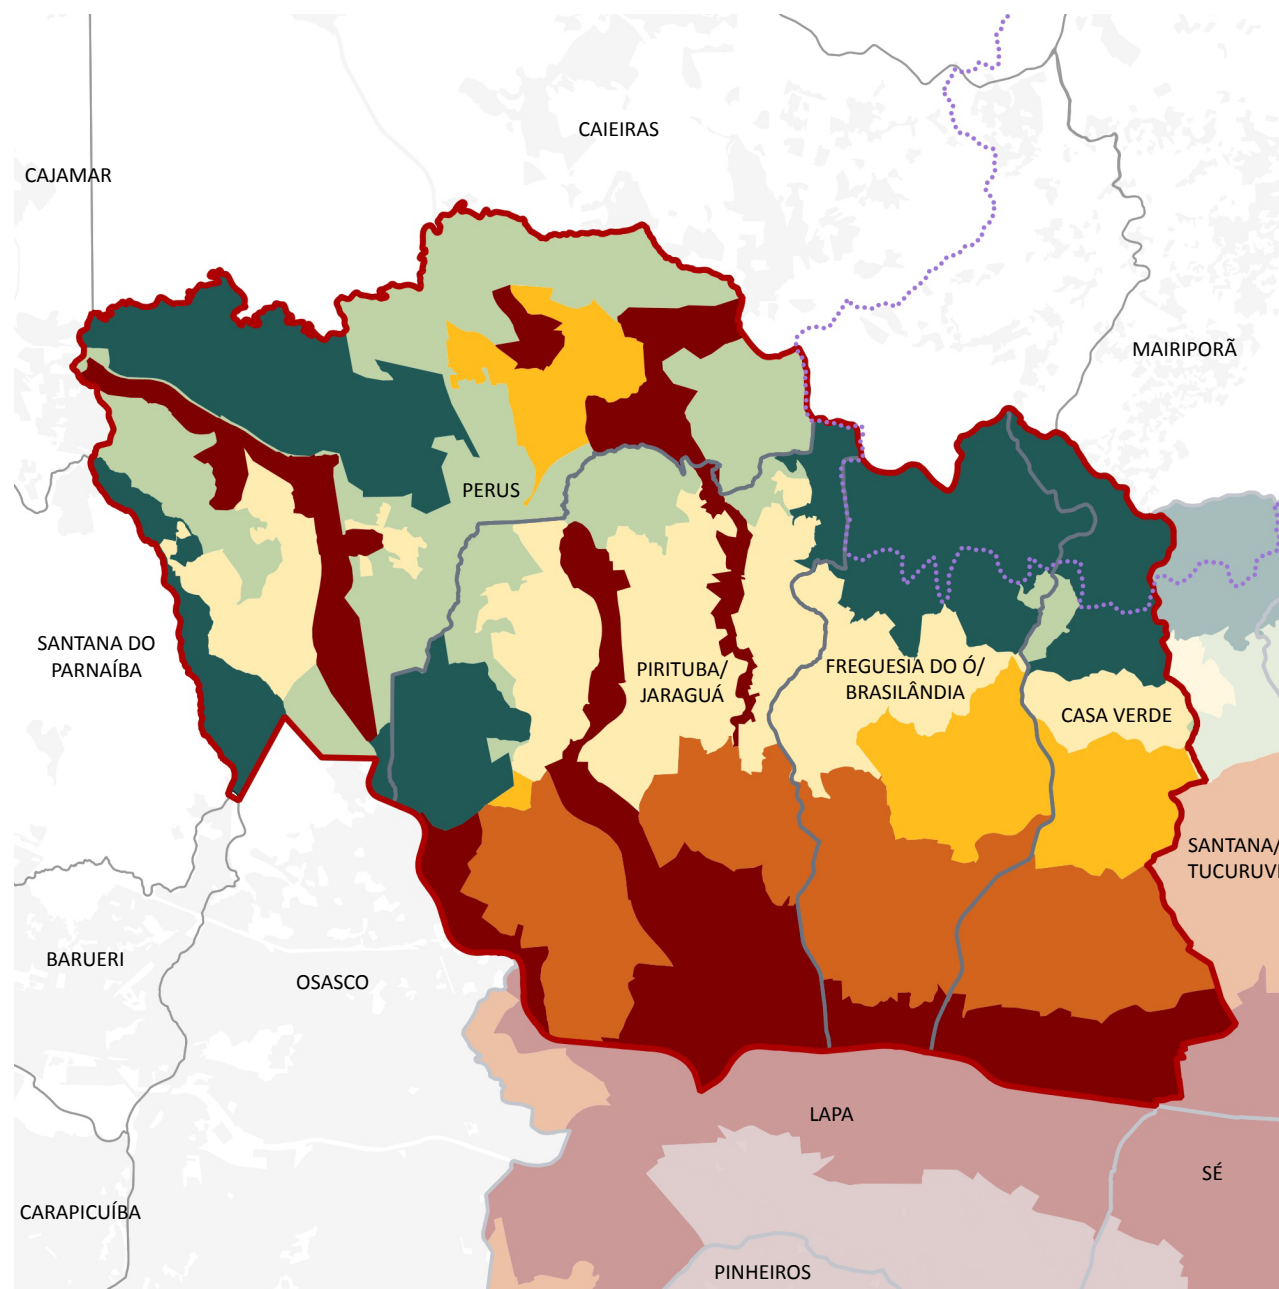 CAIEIRAS
CAJAMAR
MAIRIPORÃ
PERUS
SANTANA DO
PARNAÍBA
PIRITUBA/
JARAGUÁ
FREGUESIA DO Ó/
BRASILÂNDIA
CASA VERDE
SANTANA/
TUCURUVI
BARUERI
OSASCO
LAPA
SÉ
CARAPICUÍBA
PINHEIROS